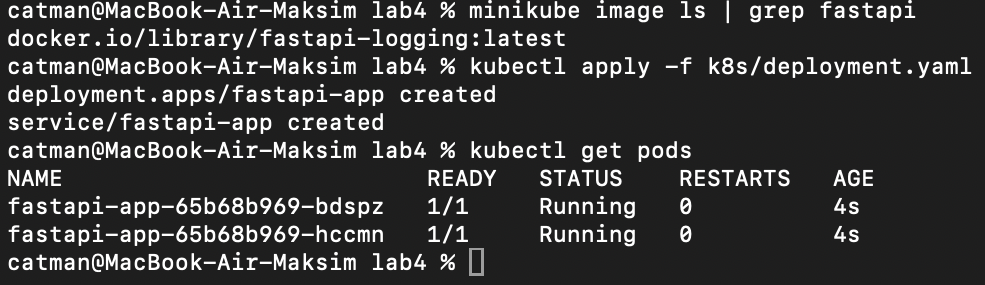 catman@MacBook-Air-Maksim lab4 % minikube image ls | grep fastapi
docker.io/library/fastapi-logging:latest
catman@MacBook-Air-Maksim lab4 % kubectl apply -f k8s/deployment.yaml
deployment.apps/fastapi-app created
service/fastapi-app created
catman@MacBook-Air-Maksim lab4 % kubectl get pods
NAME                           READY   STATUS    RESTARTS   AGE
fastapi-app-65b68b969-bdspz   1/1     Running   0          4s
fastapi-app-65b68b969-hccmn   1/1     Running   0          4s
catman@MacBook-Air-Maksim lab4 %